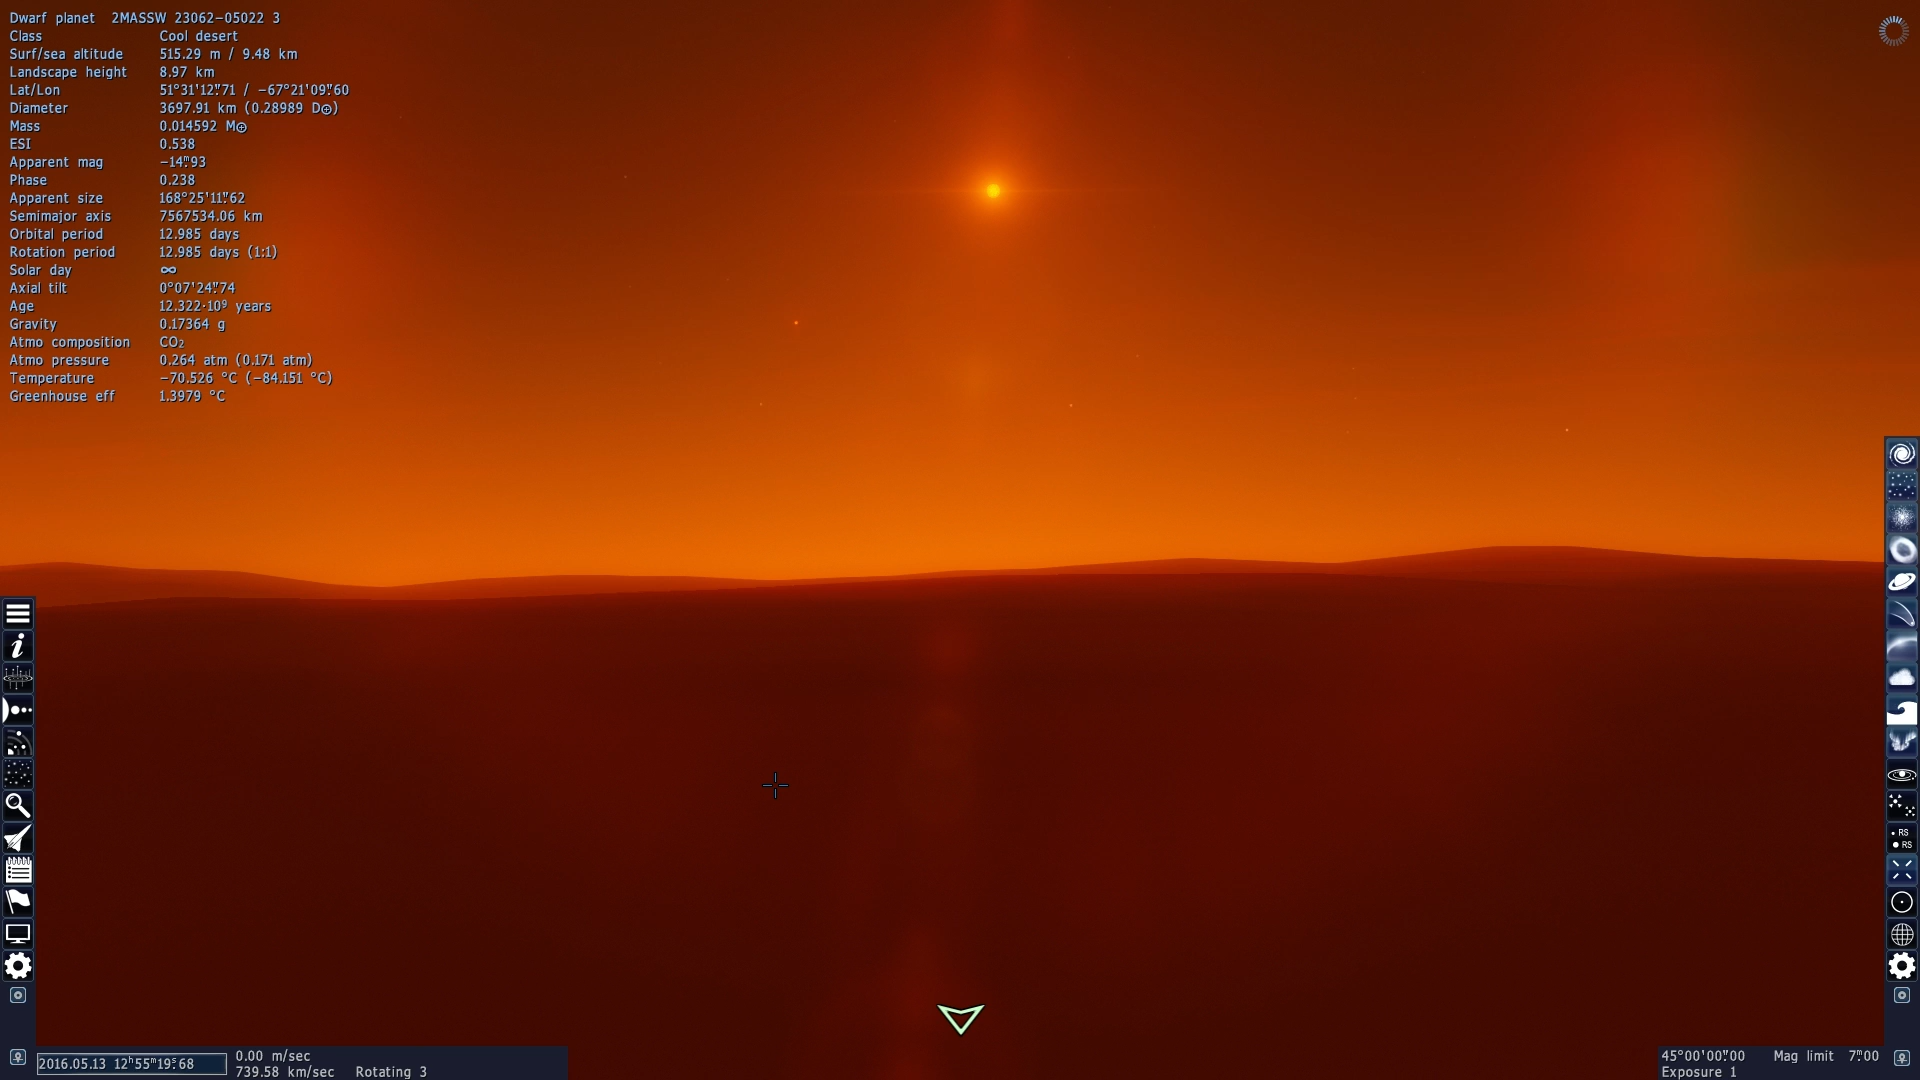 Dwarf planet 2MASSW 23062-05022 3
Class Cool desert
Surf/sea altitude 515.29 m / 9.48 km
Landscape height 8.97 km
Lat/Lon 51°31'12"71 / -67°21'09"60
Diameter 3697.91 km (0.28989 D⊕)
Mass 0.014592 M⊕
ESI 0.538
Apparent mag -14ᵐ93
Phase 0.238
Apparent size 168°25'11"62
Semimajor axis 7567534.06 km
Orbital period 12.985 days
Rotation period 12.985 days (1:1)
Solar day ∞
Axial tilt 0°07'24"74
Age 12.322·10⁹ years
Gravity 0.17364 g
Atmo composition CO₂
Atmo pressure 0.264 atm (0.171 atm)
Temperature -70.526 °C (-84.151 °C)
Greenhouse eff 1.3979 °C
RS
RS
2016.05.13 12ʰ55ᵐ19ˢ68
0.00 m/sec
739.58 km/sec Rotating 3
45°00'00"00 Mag limit 7ᵐ00
Exposure 1